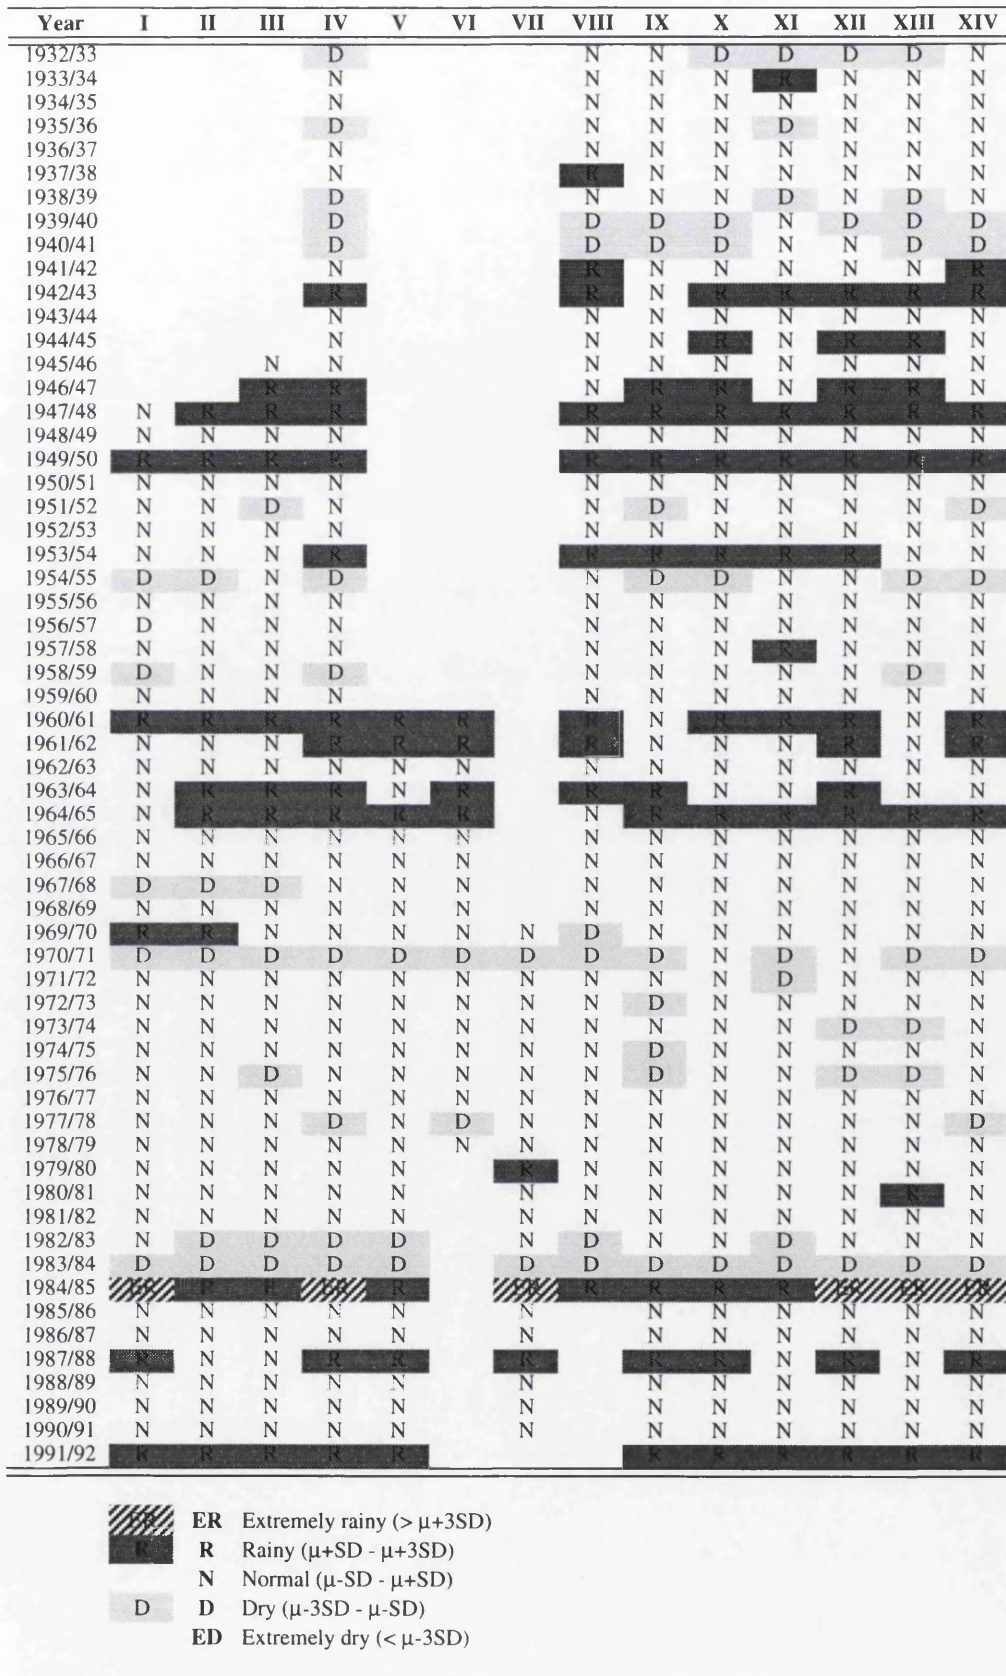 Year I II III IV V VI VII VIII IX X XI XII XIII XIV
1932/33 D N N D D D D N
1933/34 N N N N R N N N
1934/35 N N N N N N N N
1935/36 D N N N D N N N
1936/37 N N N N N N N N
1937/38 N R N N N N N N
1938/39 D N N N D N D N
1939/40 D D D D N D D D
1940/41 D D D D N N D D
1941/42 N R N N N N N R
1942/43 R R N R R R R R
1943/44 N N N N N N N N
1944/45 N N N R N R R N
1945/46 N N N N N N N N N
1946/47 R R N R R N R R N
1947/48 N R R R R R R R R R R
1948/49 N N N N N N N N N N N
1949/50 R R R R R R R R R R R
1950/51 N N N N N N N N N N N
1951/52 N N D N N D N N N N D
1952/53 N N N N N N N N N N N
1953/54 N N N R R R R R R N N
1954/55 D D N D N D D N N D D
1955/56 N N N N N N N N N N N
1956/57 D N N N N N N N N N N
1957/58 N N N N N N N R N N N
1958/59 D N N D N N N N N D N
1959/60 N N N N N N N N N N N
1960/61 R R R R R R R N R R R N R
1961/62 N N N R R R R N N N R N R
1962/63 N N N N N N N N N N N N N
1963/64 N R R R N R R R N N R N N
1964/65 N R R R R R N R R R R R R
1965/66 N N N N N N N N N N N N N
1966/67 N N N N N N N N N N N N N
1967/68 D D D N N N N N N N N N N
1968/69 N N N N N N N N N N N N N
1969/70 R R N N N N N D N N N N N N
1970/71 D D D D D D D D D N D N D D
1971/72 N N N N N N N N N N D N N N
1972/73 N N N N N N N N D N N N N N
1973/74 N N N N N N N N N N N D D N
1974/75 N N N N N N N N D N N N N N
1975/76 N N D N N N N N D N N D D N
1976/77 N N N N N N N N N N N N N N
1977/78 N N N D N D N N N N N N N D
1978/79 N N N N N N N N N N N N N N
1979/80 N N N N N R N N N N N N N
1980/81 N N N N N N N N N N N R N
1981/82 N N N N N N N N N N N N N
1982/83 N D D D D N D N N D N N N
1983/84 D D D D D D D D D D D D D
1984/85 ER R R ER R ER R R R R ER ER ER
1985/86 N N N N N N N N N N N N
1986/87 N N N N N N N N N N N N
1987/88 R N N R R R R R N R N R
1988/89 N N N N N N N N N N N N
1989/90 N N N N N N N N N N N N
1990/91 N N N N N N N N N N N N
1991/92 R R R R R R R R R R R
ER ER Extremely rainy (> μ+3SD)
R R Rainy (μ+SD - μ+3SD)
N Normal (μ-SD - μ+SD)
D D Dry (μ-3SD - μ-SD)
ED Extremely dry (< μ-3SD)